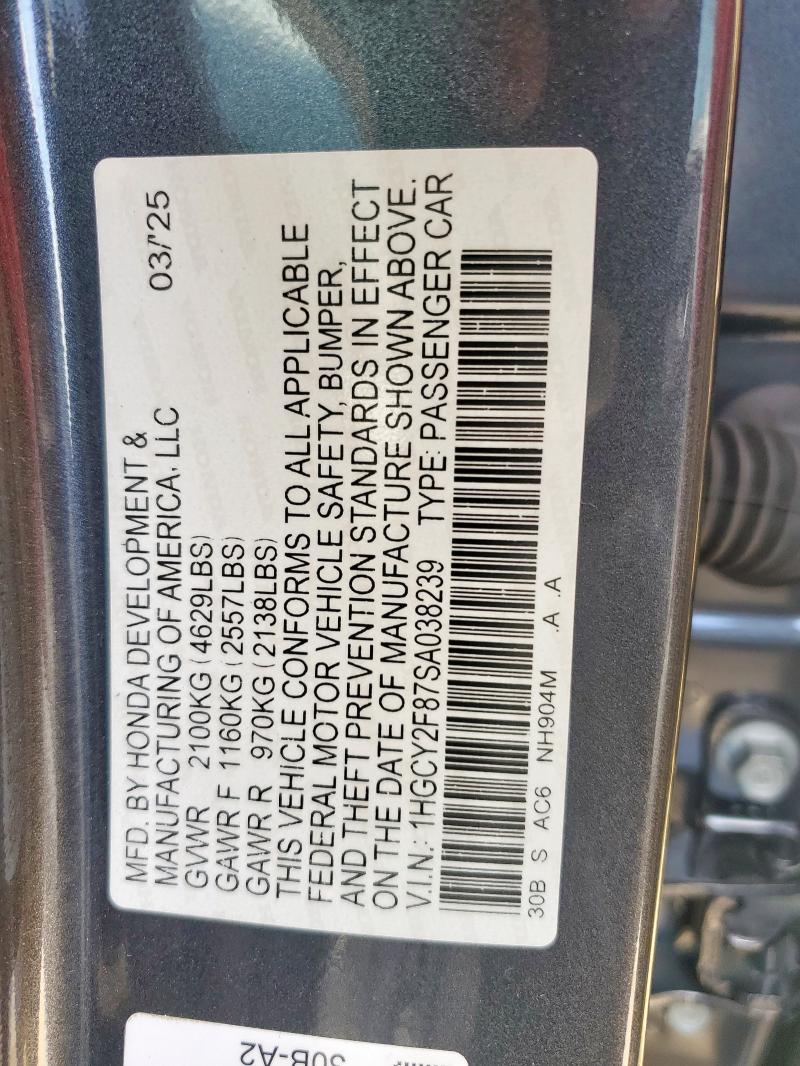 MFD. BY HONDA DEVELOPMENT &
MANUFACTURING OF AMERICA, LLC 03/'25
GVWR 2100KG (4629LBS)
GAWR F 1160KG (2557LBS)
GAWR R 970KG (2138LBS)
THIS VEHICLE CONFORMS TO ALL APPLICABLE
FEDERAL MOTOR VEHICLE SAFETY, BUMPER,
AND THEFT PREVENTION STANDARDS IN EFFECT
ON THE DATE OF MANUFACTURE SHOWN ABOVE.
V.I.N.: 1HGCY2F87SA038239 TYPE: PASSENGER CAR
30B S AC6 NH904M .A .A
30B-A2